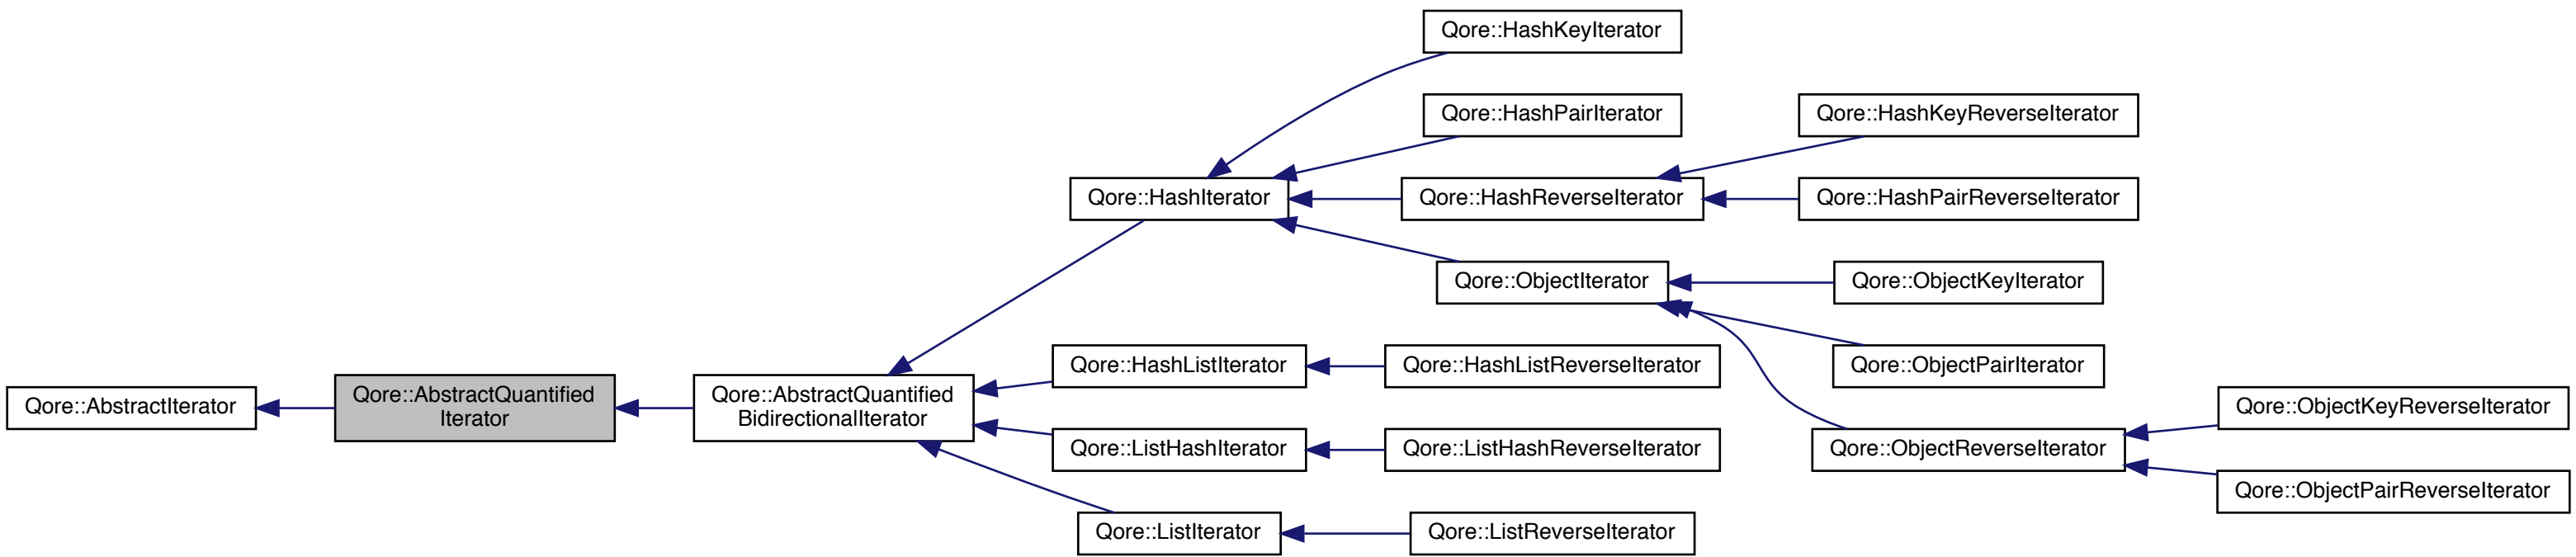 Qore::HashKeyIterator
Qore::HashPairIterator
Qore::HashKeyReverseIterator
Qore::HashIterator
Qore::HashReverseIterator
Qore::HashPairReverseIterator
Qore::ObjectIterator
Qore::ObjectKeyIterator
Qore::HashListIterator
Qore::HashListReverseIterator
Qore::ObjectPairIterator
Qore::AbstractIterator
Qore::AbstractQuantified
Iterator
Qore::AbstractQuantified
BidirectionalIterator
Qore::ObjectKeyReverseIterator
Qore::ListHashIterator
Qore::ListHashReverseIterator
Qore::ObjectReverseIterator
Qore::ObjectPairReverseIterator
Qore::ListIterator
Qore::ListReverseIterator